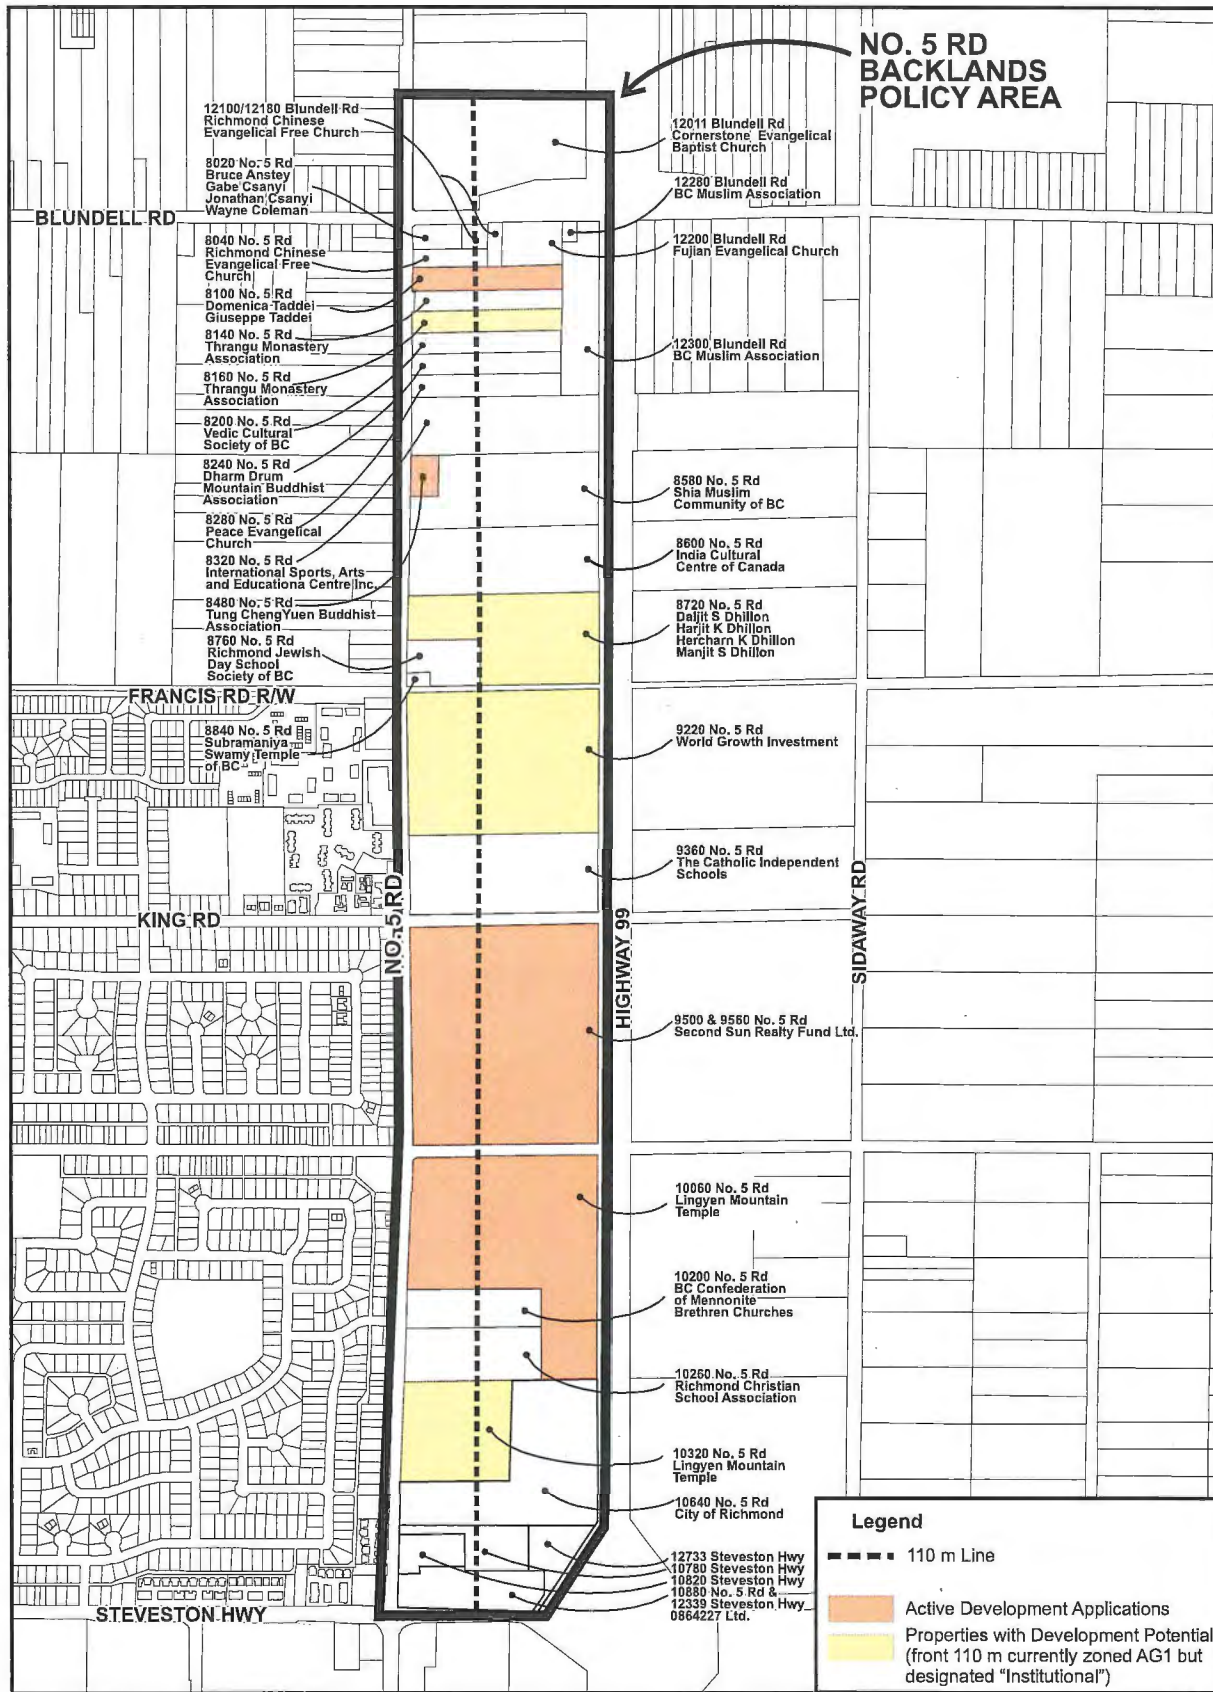 NO. 5 RD
BACKLANDS
POLICY AREA
12100/12180 Blundell Rd
Richmond Chinese
Evangelical Free Church
8020 No. 5 Rd
Bruce Anstey
Gabe Csanyi
Jonathan Csanyi
Wayne Coleman
BLUNDELL RD
8040 No. 5 Rd
Richmond Chinese
Evangelical Free
Church
8100 No. 5 Rd
Domenica Taddei
Giuseppe Taddei
8140 No. 5 Rd
Thrangu Monastery
Association
8160 No. 5 Rd
Thrangu Monastery
Association
8200 No. 5 Rd
Vedic Cultural
Society of BC
8240 No. 5 Rd
Dharm Drum
Mountain Buddhist
Association
8280 No. 5 Rd
Peace Evangelical
Church
8320 No. 5 Rd
International Sports, Arts
and Educationa Centre Inc.
8480 No. 5 Rd
Tung ChengYuen Buddhist
Association
8760 No. 5 Rd
Richmond Jewish
Day School
Society of BC
FRANCIS RD R/W
8840 No. 5 Rd
Subramaniya
Swamy Temple
of BC
KING RD
NO. 5 RD
STEVESTON HWY
12011 Blundell Rd
Cornerstone Evangelical
Baptist Church
12280 Blundell Rd
BC Muslim Association
12200 Blundell Rd
Fujian Evangelical Church
12300 Blundell Rd
BC Muslim Association
8580 No. 5 Rd
Shia Muslim
Community of BC
8600 No. 5 Rd
India Cultural
Centre of Canada
8720 No. 5 Rd
Daljit S Dhillon
Harjit K Dhillon
Hercharn K Dhillon
Manjit S Dhillon
9220 No. 5 Rd
World Growth Investment
9360 No. 5 Rd
The Catholic Independent
Schools
HIGHWAY 99
SIDAWAY RD
9500 & 9560 No. 5 Rd
Second Sun Realty Fund Ltd.
10060 No. 5 Rd
Lingyen Mountain
Temple
10200 No. 5 Rd
BC Confederation
of Mennonite
Brethren Churches
10260 No. 5 Rd
Richmond Christian
School Association
10320 No. 5 Rd
Lingyen Mountain
Temple
10640 No. 5 Rd
City of Richmond
12733 Steveston Hwy
10780 Steveston Hwy
10820 Steveston Hwy
10880 No. 5 Rd &
12339 Steveston Hwy
0864227 Ltd.
Legend
110 m Line
Active Development Applications
Properties with Development Potential
(front 110 m currently zoned AG1 but
designated "Institutional")